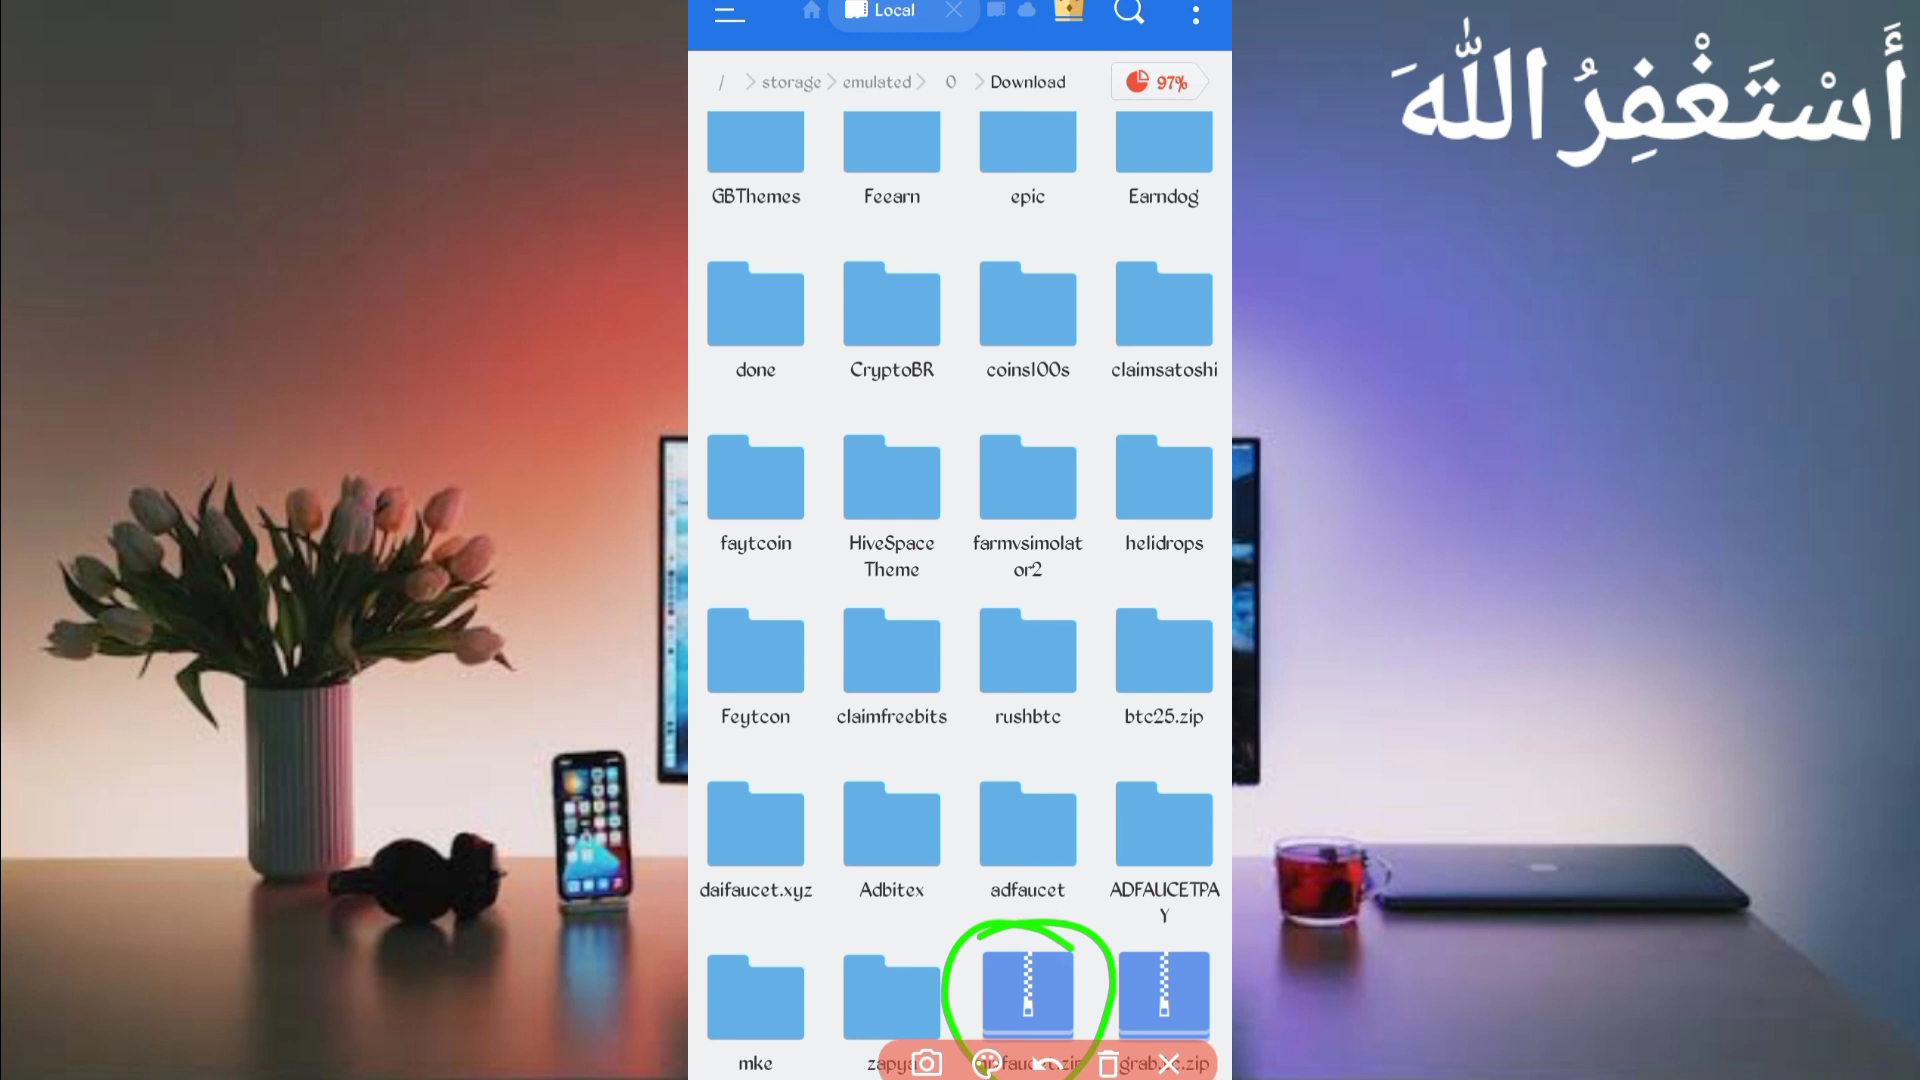 Local
أَسْتَغْفِرُ اللّٰهَ
/ storage emulated 0 Download 97%
GBThemes Feearn epic Earndog
done CryptoBR coins100s claimsatoshi
faytcoin HiveSpace farmvsimolat helidrops
Theme or2
Feytcon claimfreebits rushbtc btc25.zip
daifaucet.xyz Adbitex adfaucet ADFAUCETPA
Y
mke zapya